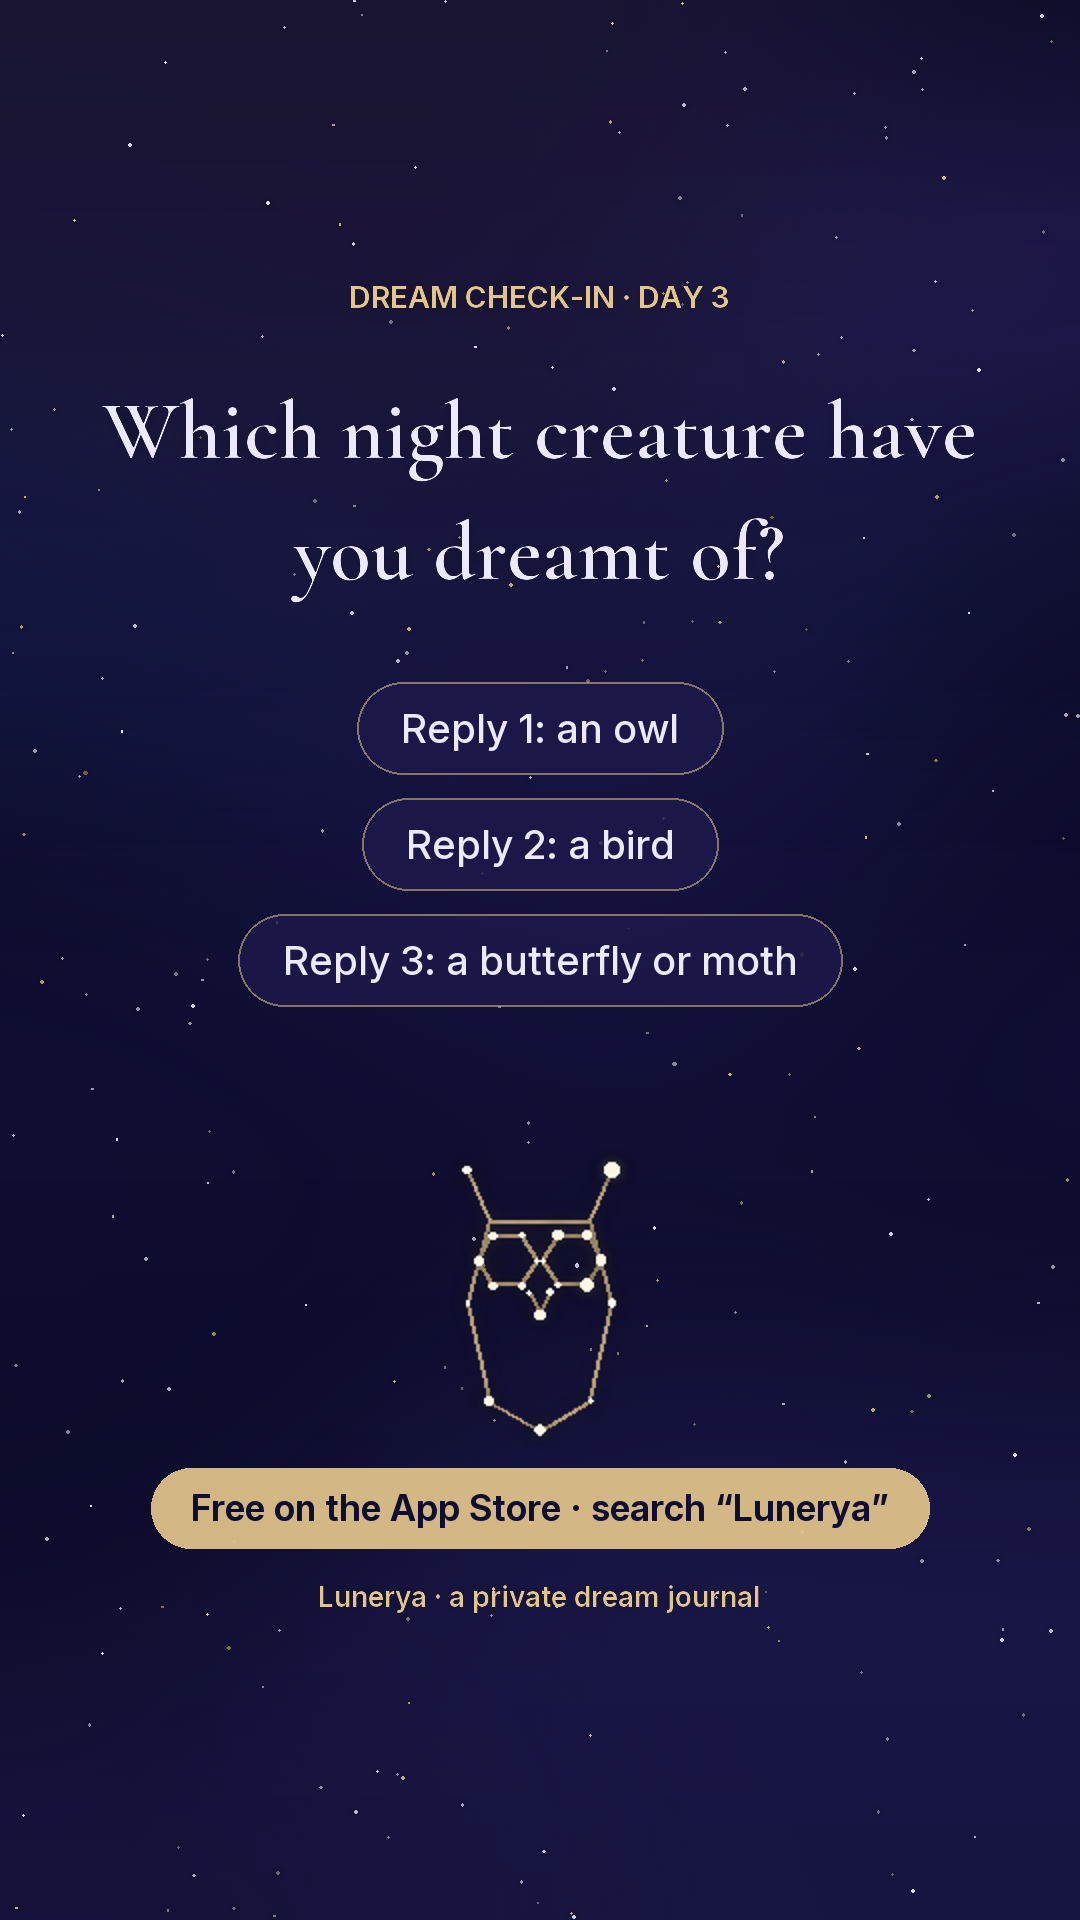 DREAM CHECK-IN · DAY 3
Which night creature have
you dreamt of?
Reply 1: an owl
Reply 2: a bird
Reply 3: a butterfly or moth
Free on the App Store · search “Lunerya”
Lunerya · a private dream journal